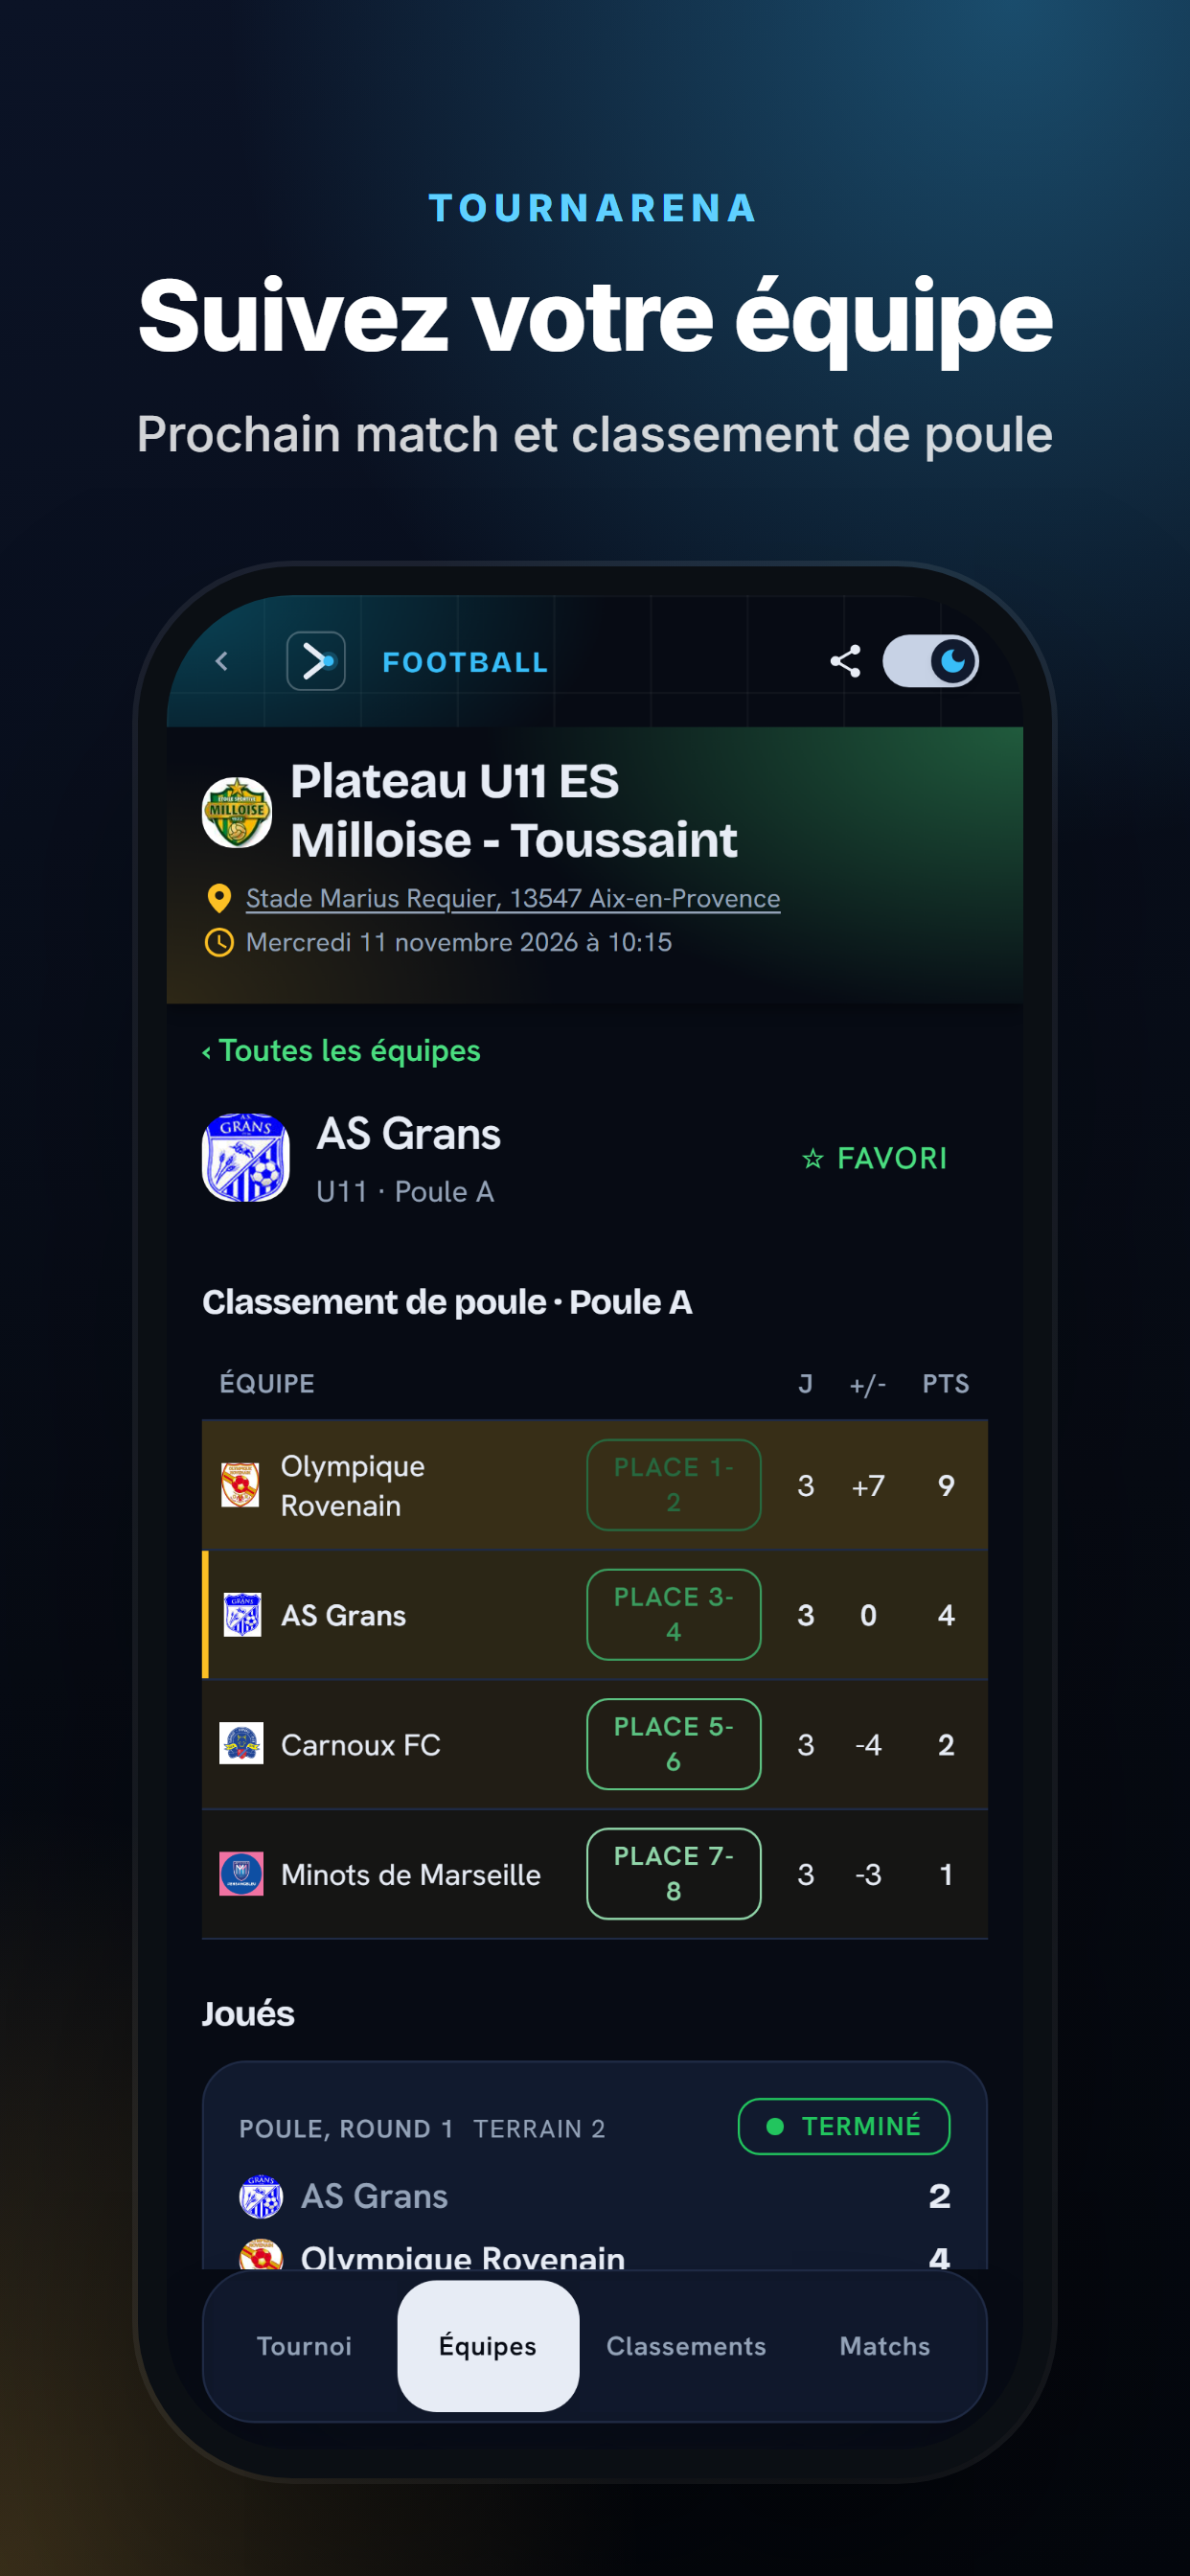 TOURNARENA
Suivez votre équipe
Prochain match et classement de poule
FOOTBALL
MILLOISE
Plateau U11 ES
Milloise - Toussaint
Stade Marius Requier, 13547 Aix-en-Provence
Mercredi 11 novembre 2026 à 10:15
‹ Toutes les équipes
GRANS
AS Grans
☆ FAVORI
U11 · Poule A
Classement de poule · Poule A
ÉQUIPE J +/- PTS
Olympique
Rovenain
PLACE 1-
2
3 +7 9
AS Grans
PLACE 3-
4
3 0 4
Carnoux FC
PLACE 5-
6
3 -4 2
Minots de Marseille
PLACE 7-
8
3 -3 1
Joués
POULE, ROUND 1 TERRAIN 2
TERMINÉ
AS Grans 2
Olympique Rovenain 4
Tournoi Équipes Classements Matchs